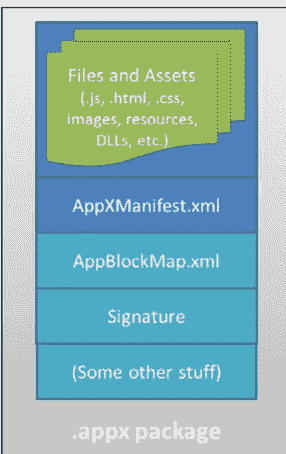 Files and Assets
(.js, .html, .css,
images, resources,
DLLs, etc.)
AppXManifest.xml
AppBlockMap.xml
Signature
(Some other stuff)
.appx package